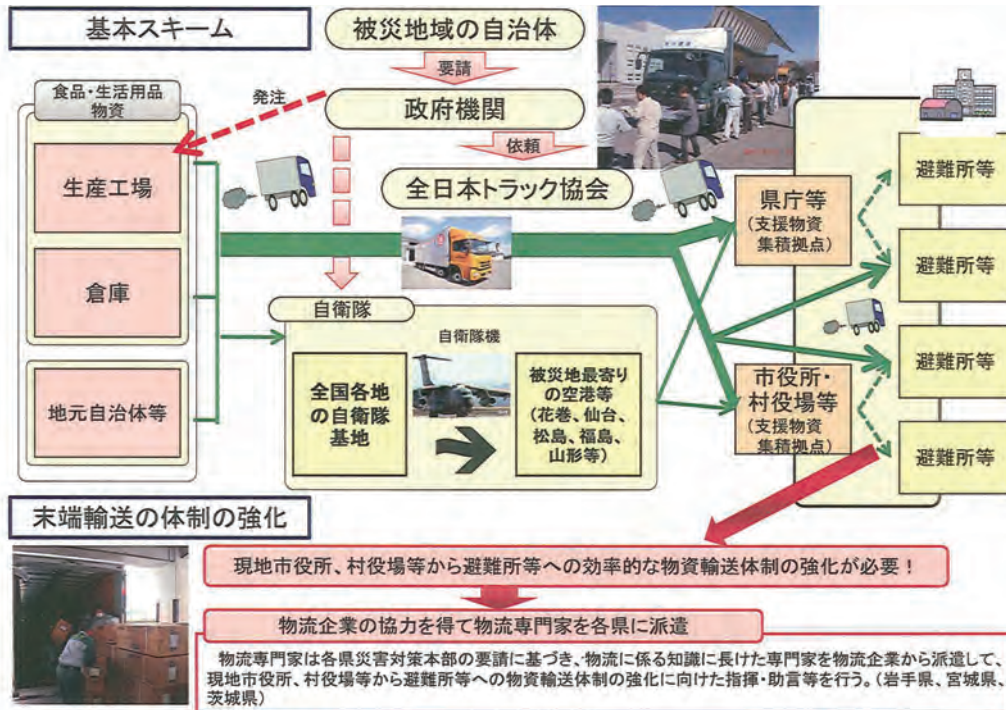 基本スキーム
被災地域の自治体
要請
政府機関
依頼
全日本トラック協会
発注
食品・生活用品
物資
生産工場
倉庫
地元自治体等
自衛隊
自衛隊機
全国各地
の自衛隊
基地
被災地最寄り
の空港等
(花巻、仙台、
松島、福島、
山形等)
県庁等
(支援物資
集積拠点)
市役所・
村役場等
(支援物資
集積拠点)
避難所等
避難所等
避難所等
避難所等
末端輸送の体制の強化
現地市役所、村役場等から避難所等への効率的な物資輸送体制の強化が必要！
物流企業の協力を得て物流専門家を各県に派遣
物流専門家は各県災害対策本部の要請に基づき、物流に係る知識に長けた専門家を物流企業から派遣して、
現地市役所、村役場等から避難所等への物資輸送体制の強化に向けた指揮・助言等を行う。(岩手県、宮城県、
茨城県)